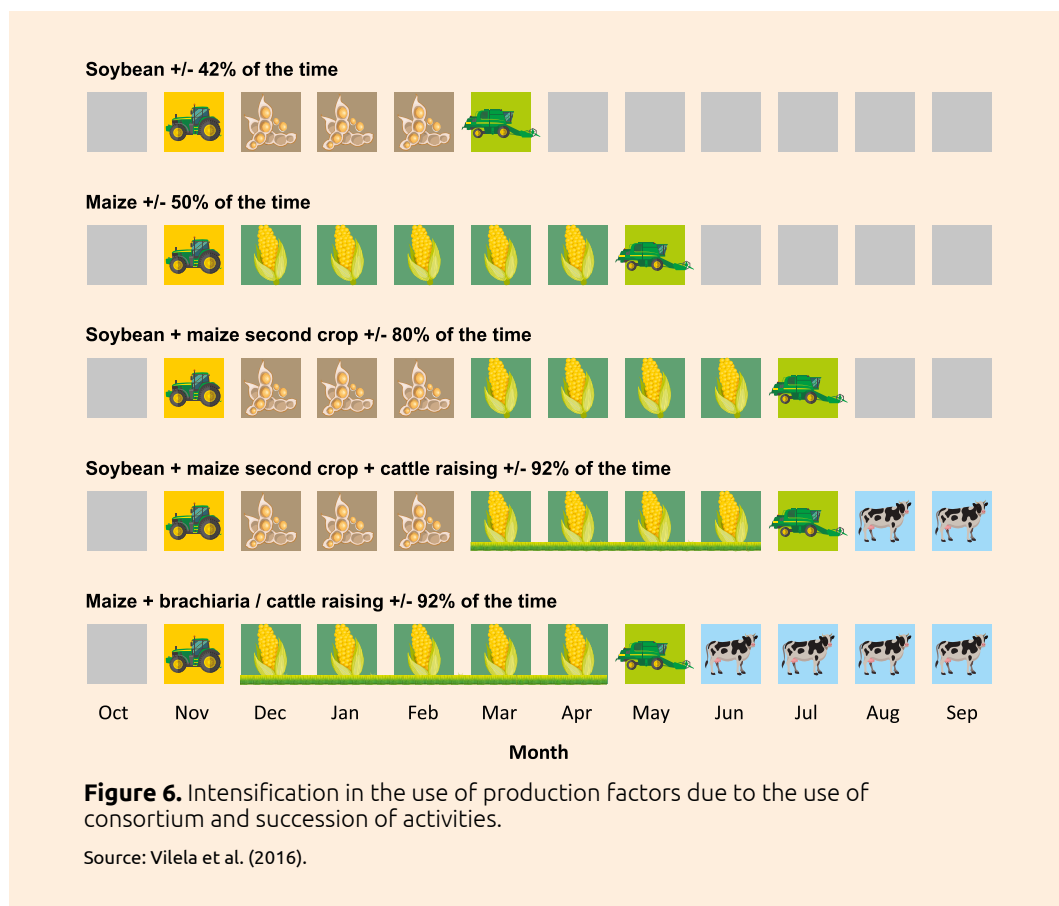 Soybean +/- 42% of the time
Maize +/- 50% of the time
Soybean + maize second crop +/- 80% of the time
Soybean + maize second crop + cattle raising +/- 92% of the time
Maize + brachiaria / cattle raising +/- 92% of the time
Oct Nov Dec Jan Feb Mar Apr May Jun Jul Aug Sep
Month
Figure 6. Intensification in the use of production factors due to the use of
consortium and succession of activities.
Source: Vilela et al. (2016).